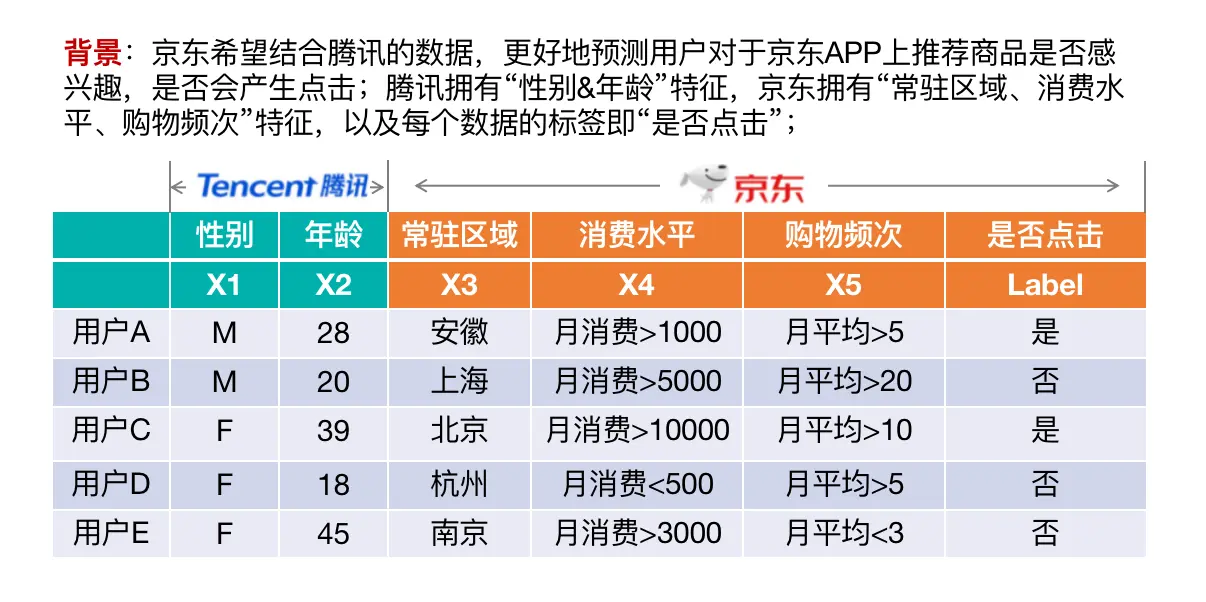 背景：京东希望结合腾讯的数据，更好地预测用户对于京东APP上推荐商品是否感
兴趣，是否会产生点击；腾讯拥有“性别&年龄”特征，京东拥有“常驻区域、消费水
平、购物频次”特征，以及每个数据的标签即“是否点击”；
Tencent 腾讯 京东
性别 年龄 常驻区域 消费水平 购物频次 是否点击
X1 X2 X3 X4 X5 Label
用户A M 28 安徽 月消费>1000 月平均>5 是
用户B M 20 上海 月消费>5000 月平均>20 否
用户C F 39 北京 月消费>10000 月平均>10 是
用户D F 18 杭州 月消费<500 月平均>5 否
用户E F 45 南京 月消费>3000 月平均<3 否